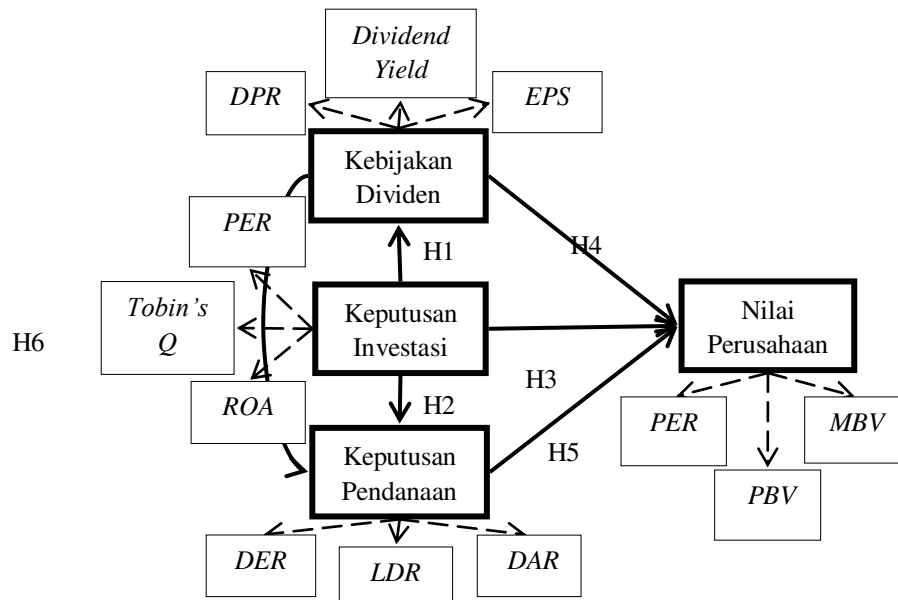 Dividend
Yield
DPR
EPS
Kebijakan
Dividen
PER
H1
H4
Tobin's
Q
Keputusan
Investasi
Nilai
Perusahaan
H6
H3
ROA
H2
PER
MBV
Keputusan
Pendanaan
H5
PBV
DER
LDR
DAR